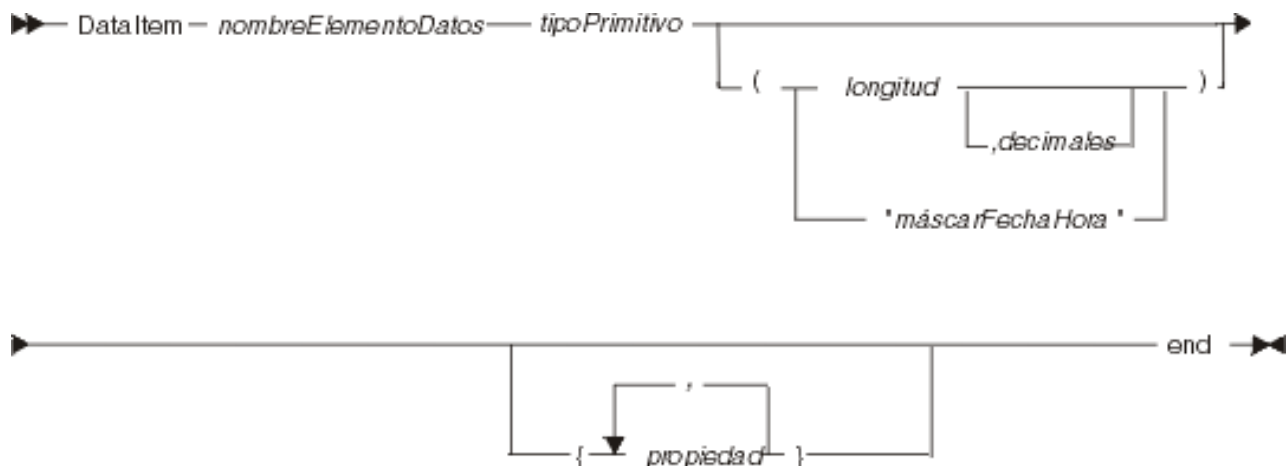 DataItem nombreElementoDatos tipoPrimitivo
( longitud )
,decimales
"máscarFechaHora"
end
,
{ propiedad }